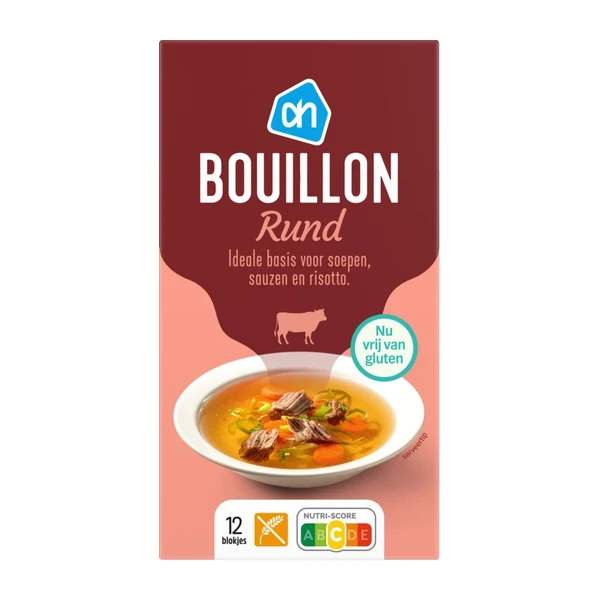 ah
BOUILLON
Rund
Ideale basis voor soepen,
sauzen en risotto.
Nu
vrij van
gluten
serveertip
12
blokjes
NUTRI-SCORE
A B C D E